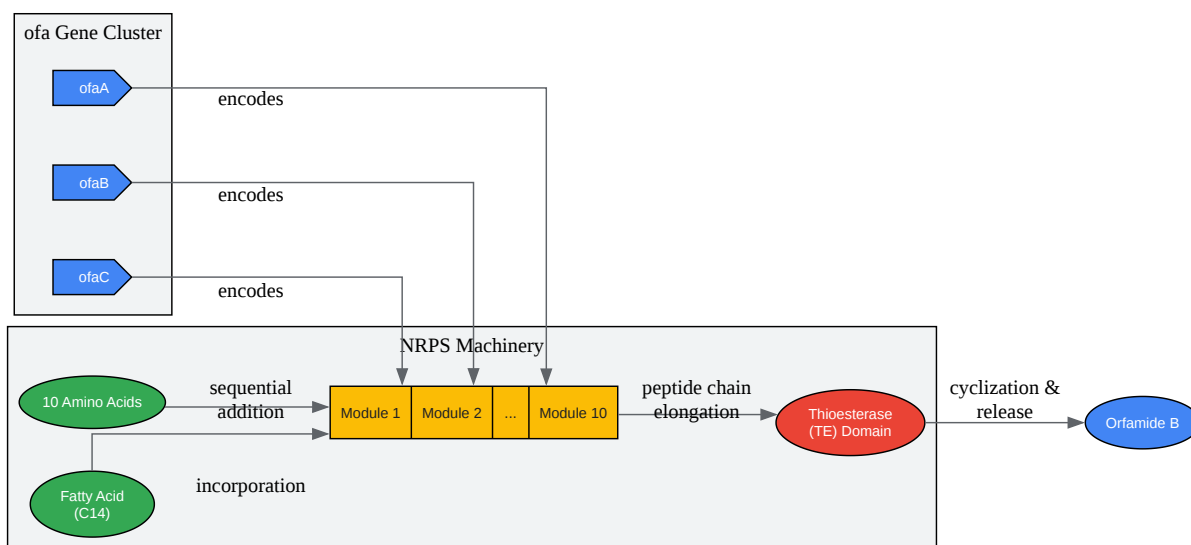 ofa Gene Cluster
ofaA
encodes
ofaB
encodes
ofaC
encodes
NRPS Machinery
10 Amino Acids
sequential
addition
Module 1
Module 2
...
Module 10
peptide chain
elongation
Thioesterase
(TE) Domain
cyclization &
release
Orfamide B
Fatty Acid
(C14)
incorporation